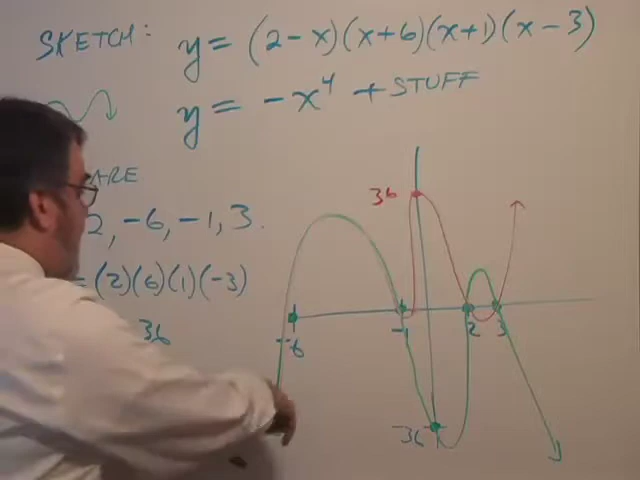 SKETCH: y = (2 - x)(x + 6)(x + 1)(x - 3)
y = -x⁴ + STUFF
ARE
2, -6, -1, 3.
= (2)(6)(1)(-3)
36
36
-6 -1 2 3
36